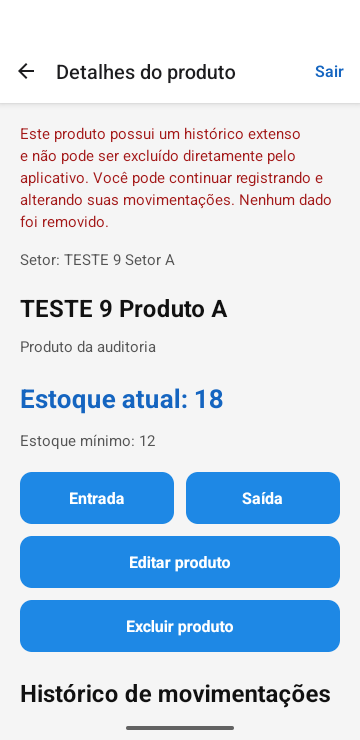 Detalhes do produto
Sair
Este produto possui um histórico extenso
e não pode ser excluído diretamente pelo
aplicativo. Você pode continuar registrando e
alterando suas movimentações. Nenhum dado
foi removido.
Setor: TESTE 9 Setor A
TESTE 9 Produto A
Produto da auditoria
Estoque atual: 18
Estoque mínimo: 12
Entrada
Saída
Editar produto
Excluir produto
Histórico de movimentações